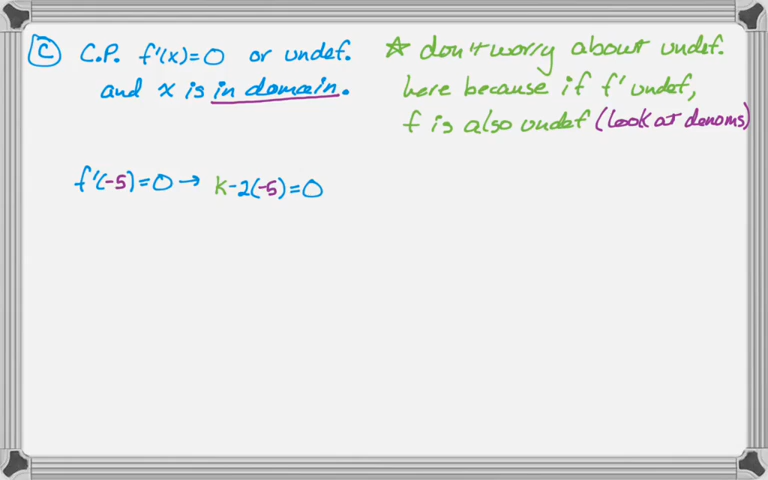 C C.P. f'(x)=0 or undef.
and x is in domain.
☆ don't worry about undef.
here because if f' undef,
f is also undef (look at denoms)
f'(-5)=0 → k-2(-5)=0